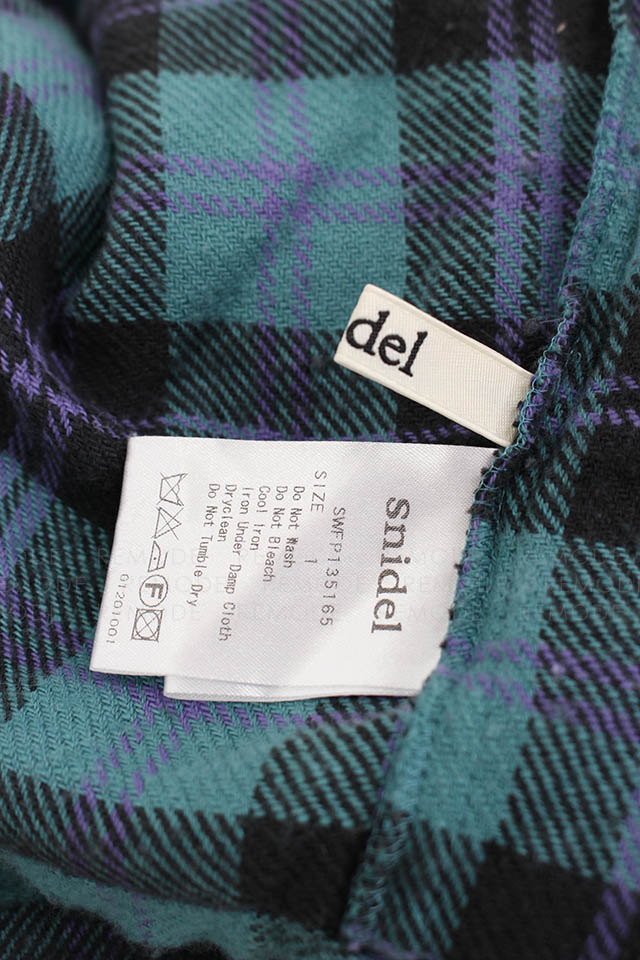 del
snidel
SWFP135165
SIZE 1
Do Not Wash
Do Not Bleach
Cool Iron
Iron Under Damp Cloth
Dryclean
Do Not Tumble Dry
F
01201001